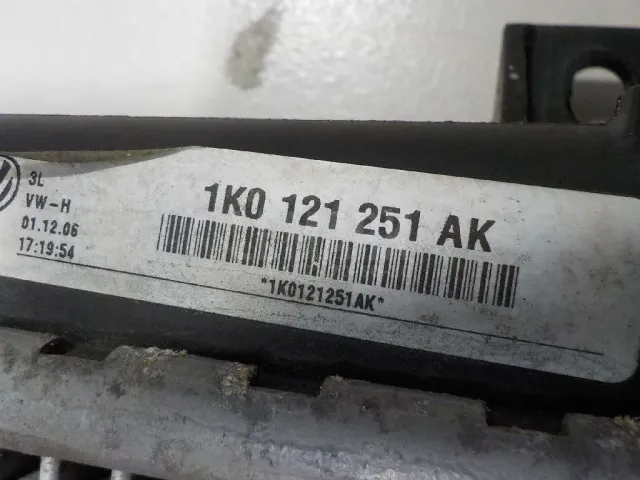 3L
VW-H
01.12.06
17:19:54
1K0 121 251 AK
*1K0121251AK*